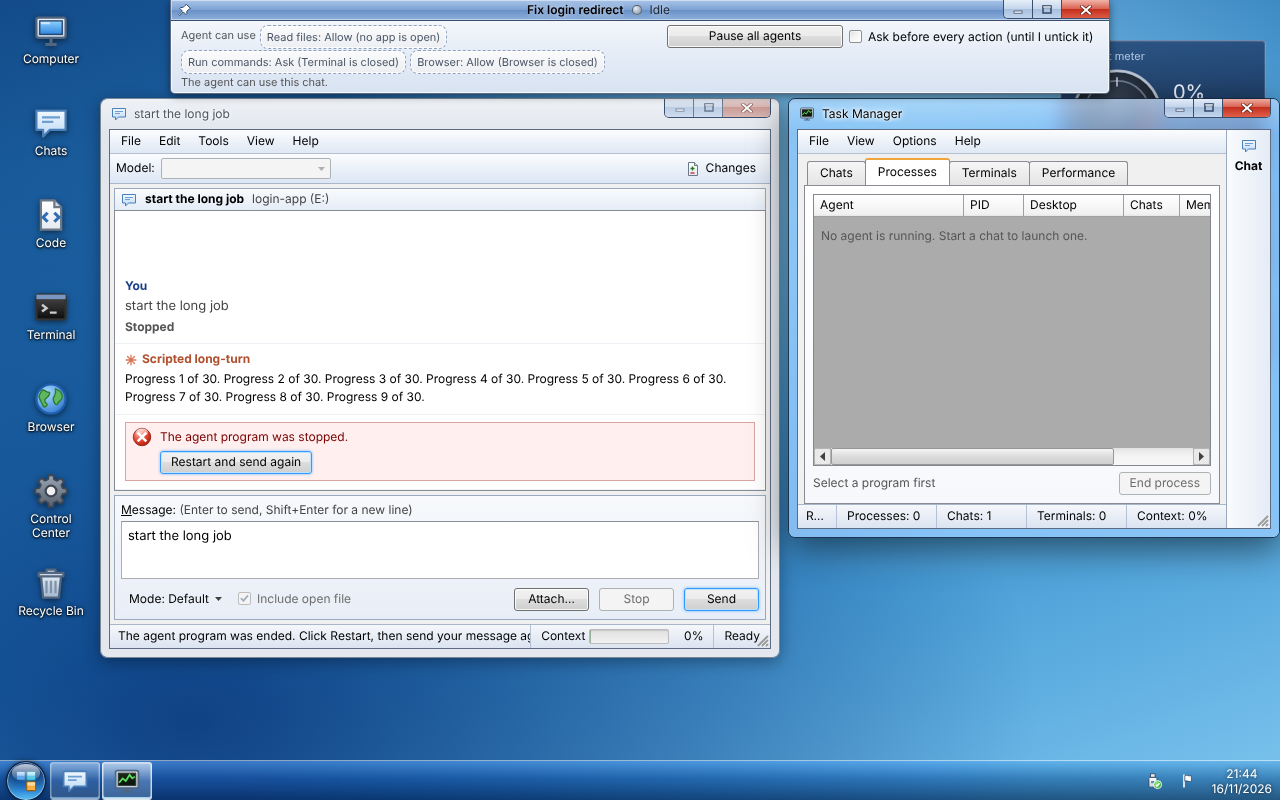 Fix login redirect Idle
Agent can use Read files: Allow (no app is open)
Pause all agents
Ask before every action (until I untick it)
Run commands: Ask (Terminal is closed) Browser: Allow (Browser is closed)
The agent can use this chat.
meter
0%
Computer
Chats
Code
Terminal
Browser
Control
Center
Recycle Bin
start the long job
File Edit Tools View Help
Model:
Changes
start the long job login-app (E:)
You
start the long job
Stopped
Scripted long-turn
Progress 1 of 30. Progress 2 of 30. Progress 3 of 30. Progress 4 of 30. Progress 5 of 30. Progress 6 of 30.
Progress 7 of 30. Progress 8 of 30. Progress 9 of 30.
The agent program was stopped.
Restart and send again
Message: (Enter to send, Shift+Enter for a new line)
start the long job
Mode: Default
Include open file
Attach...
Stop
Send
The agent program was ended. Click Restart, then send your message
Context 0%
Ready
Task Manager
File View Options Help
Chat
Chats Processes Terminals Performance
Agent PID Desktop Chats
No agent is running. Start a chat to launch one.
Select a program first
End process
R... Processes: 0 Chats: 1 Terminals: 0 Context: 0%
21:44
16/11/2026